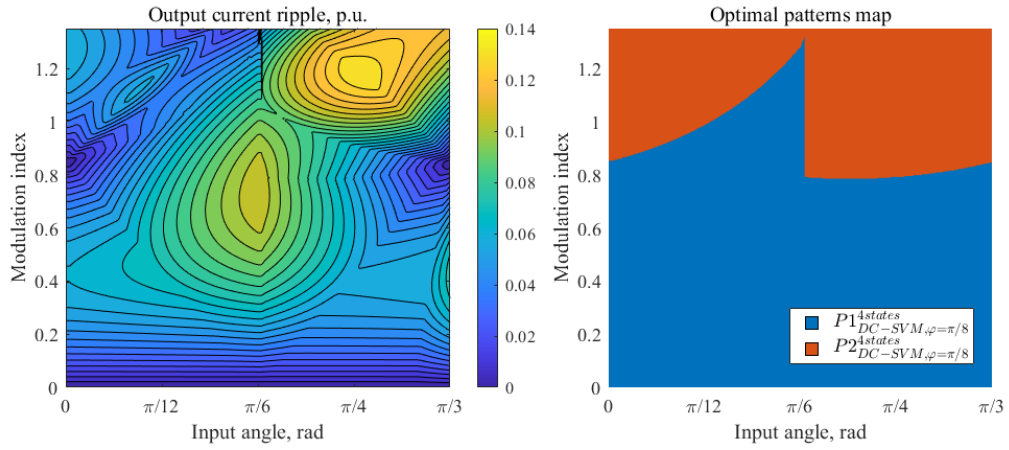 Output current ripple, p.u.
Modulation index
1.2
1
0.8
0.6
0.4
0.2
0
0 π/12 π/6 π/4 π/3
Input angle, rad
0.14
0.12
0.1
0.08
0.06
0.04
0.02
0
Optimal patterns map
Modulation index
1.2
1
0.8
0.6
0.4
0.2
0
P1^{4states}_{DC−SVM,φ=π/8}
P2^{4states}_{DC−SVM,φ=π/8}
0 π/12 π/6 π/4 π/3
Input angle, rad